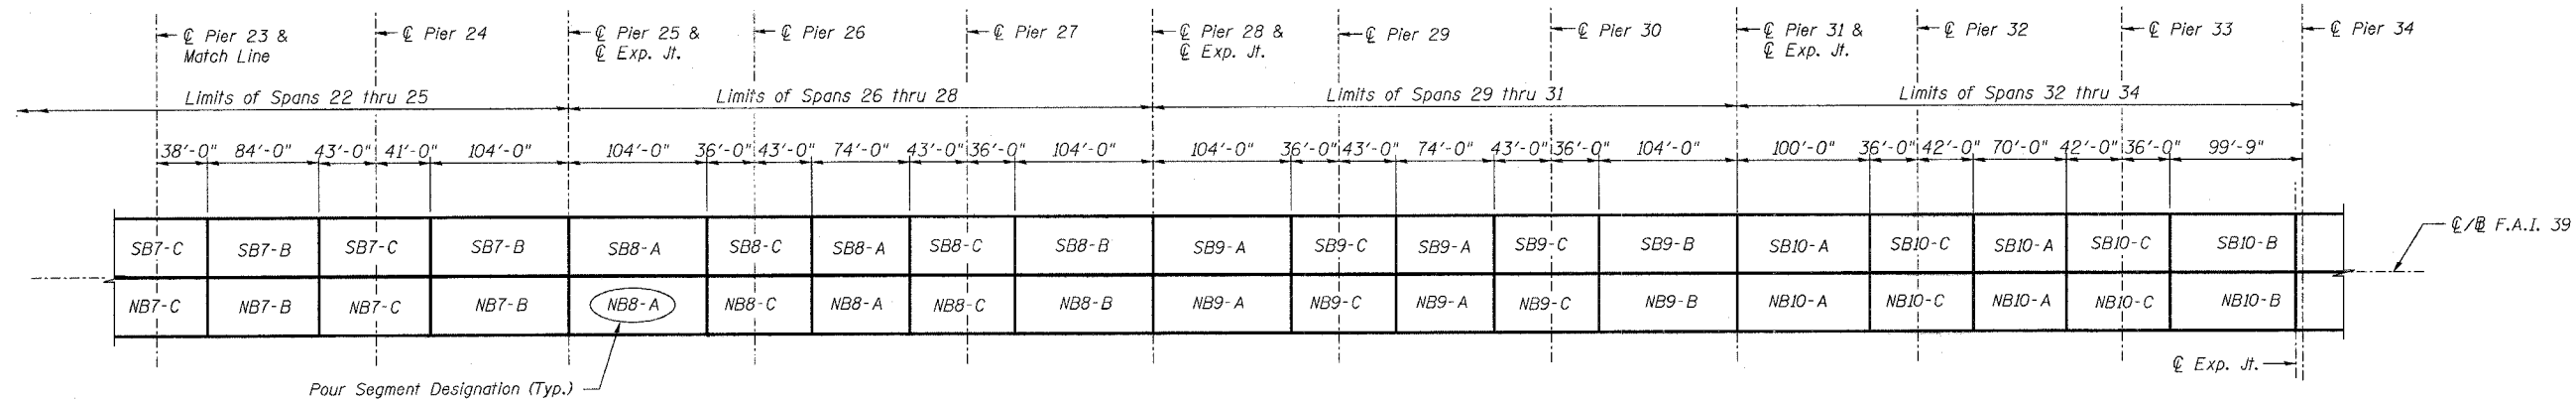 ℄ Pier 23 &
Match Line
℄ Pier 24
℄ Pier 25 &
℄ Exp. Jt.
℄ Pier 26
℄ Pier 27
℄ Pier 28 &
℄ Exp. Jt.
℄ Pier 29
℄ Pier 30
℄ Pier 31 &
℄ Exp. Jt.
℄ Pier 32
℄ Pier 33
℄ Pier 34
Limits of Spans 22 thru 25
Limits of Spans 26 thru 28
Limits of Spans 29 thru 31
Limits of Spans 32 thru 34
38'-0" 84'-0" 43'-0" 41'-0" 104'-0" 104'-0" 36'-0" 43'-0" 74'-0" 43'-0" 36'-0" 104'-0" 104'-0" 36'-0" 43'-0" 74'-0" 43'-0" 36'-0" 104'-0" 100'-0" 36'-0" 42'-0" 70'-0" 42'-0" 36'-0" 99'-9"
SB7-C SB7-B SB7-C SB7-B SB8-A SB8-C SB8-A SB8-C SB8-B SB9-A SB9-C SB9-A SB9-C SB9-B SB10-A SB10-C SB10-A SB10-C SB10-B
℄/B F.A.I. 39
NB7-C NB7-B NB7-C NB7-B NB8-A NB8-C NB8-A NB8-C NB8-B NB9-A NB9-C NB9-A NB9-C NB9-B NB10-A NB10-C NB10-A NB10-C NB10-B
℄ Exp. Jt.
Pour Segment Designation (Typ.)